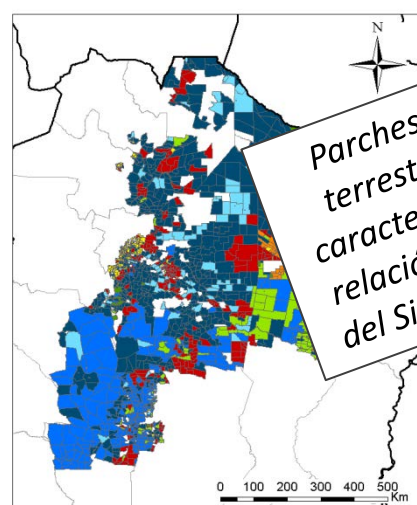 N
Parches
terrest
caracte
relació
del Si
0 100 200 300 400 500
Km